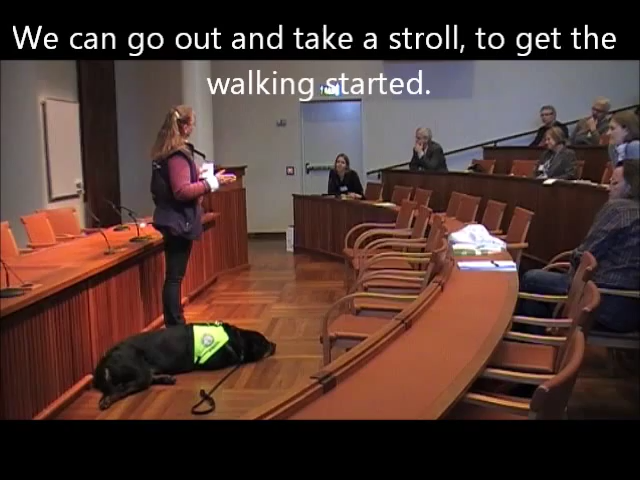 We can go out and take a stroll, to get the
walking started.